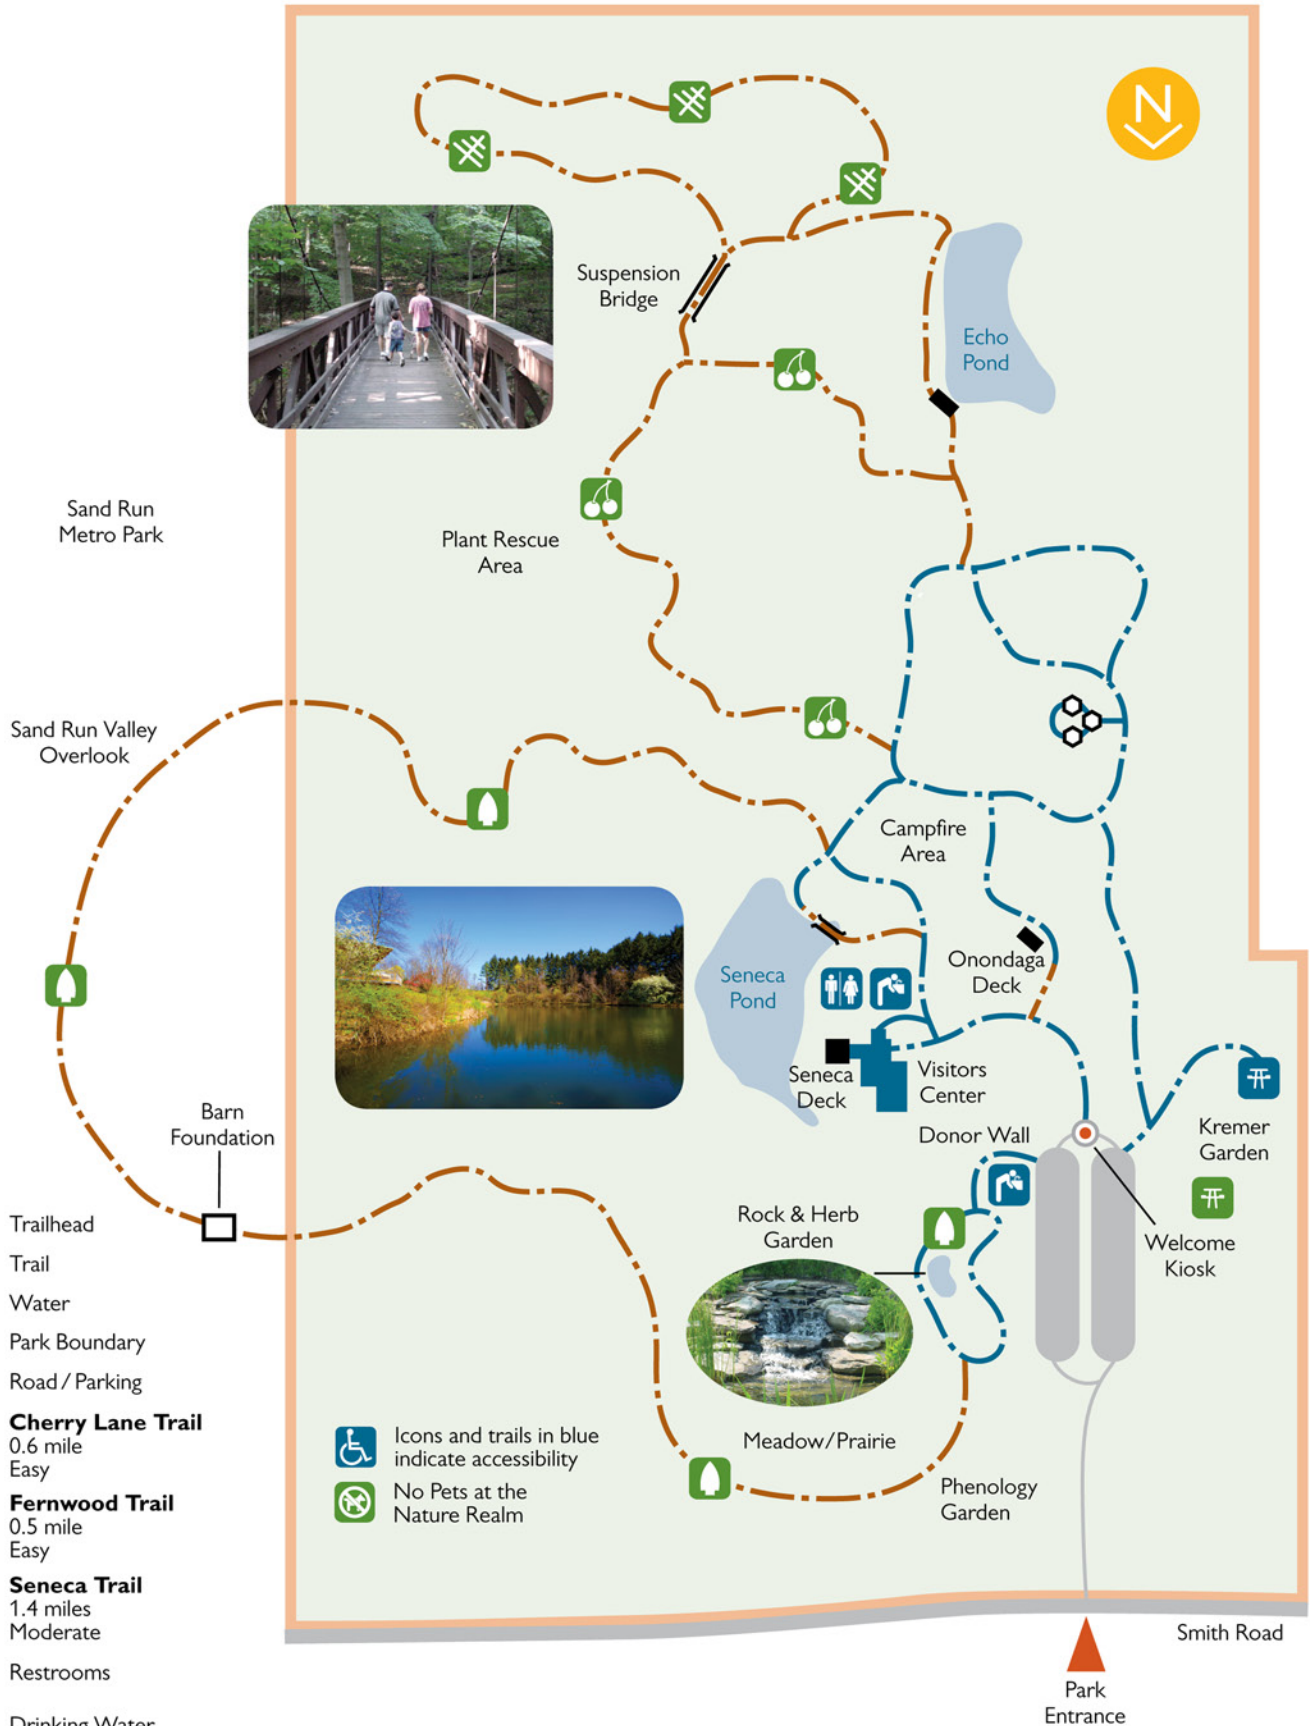 N
Suspension
Bridge
Echo
Pond
Sand Run
Metro Park
Plant Rescue
Area
Sand Run Valley
Overlook
Campfire
Area
Onondaga
Deck
Seneca
Pond
Seneca
Deck
Visitors
Center
Barn
Foundation
Donor Wall
Kremer
Garden
Rock & Herb
Garden
Welcome
Kiosk
Trailhead
Trail
Water
Park Boundary
Road / Parking
Cherry Lane Trail
0.6 mile
Easy
Fernwood Trail
0.5 mile
Easy
Seneca Trail
1.4 miles
Moderate
Restrooms
Drinking Water
Icons and trails in blue
indicate accessibility
No Pets at the
Nature Realm
Meadow/Prairie
Phenology
Garden
Smith Road
Park
Entrance